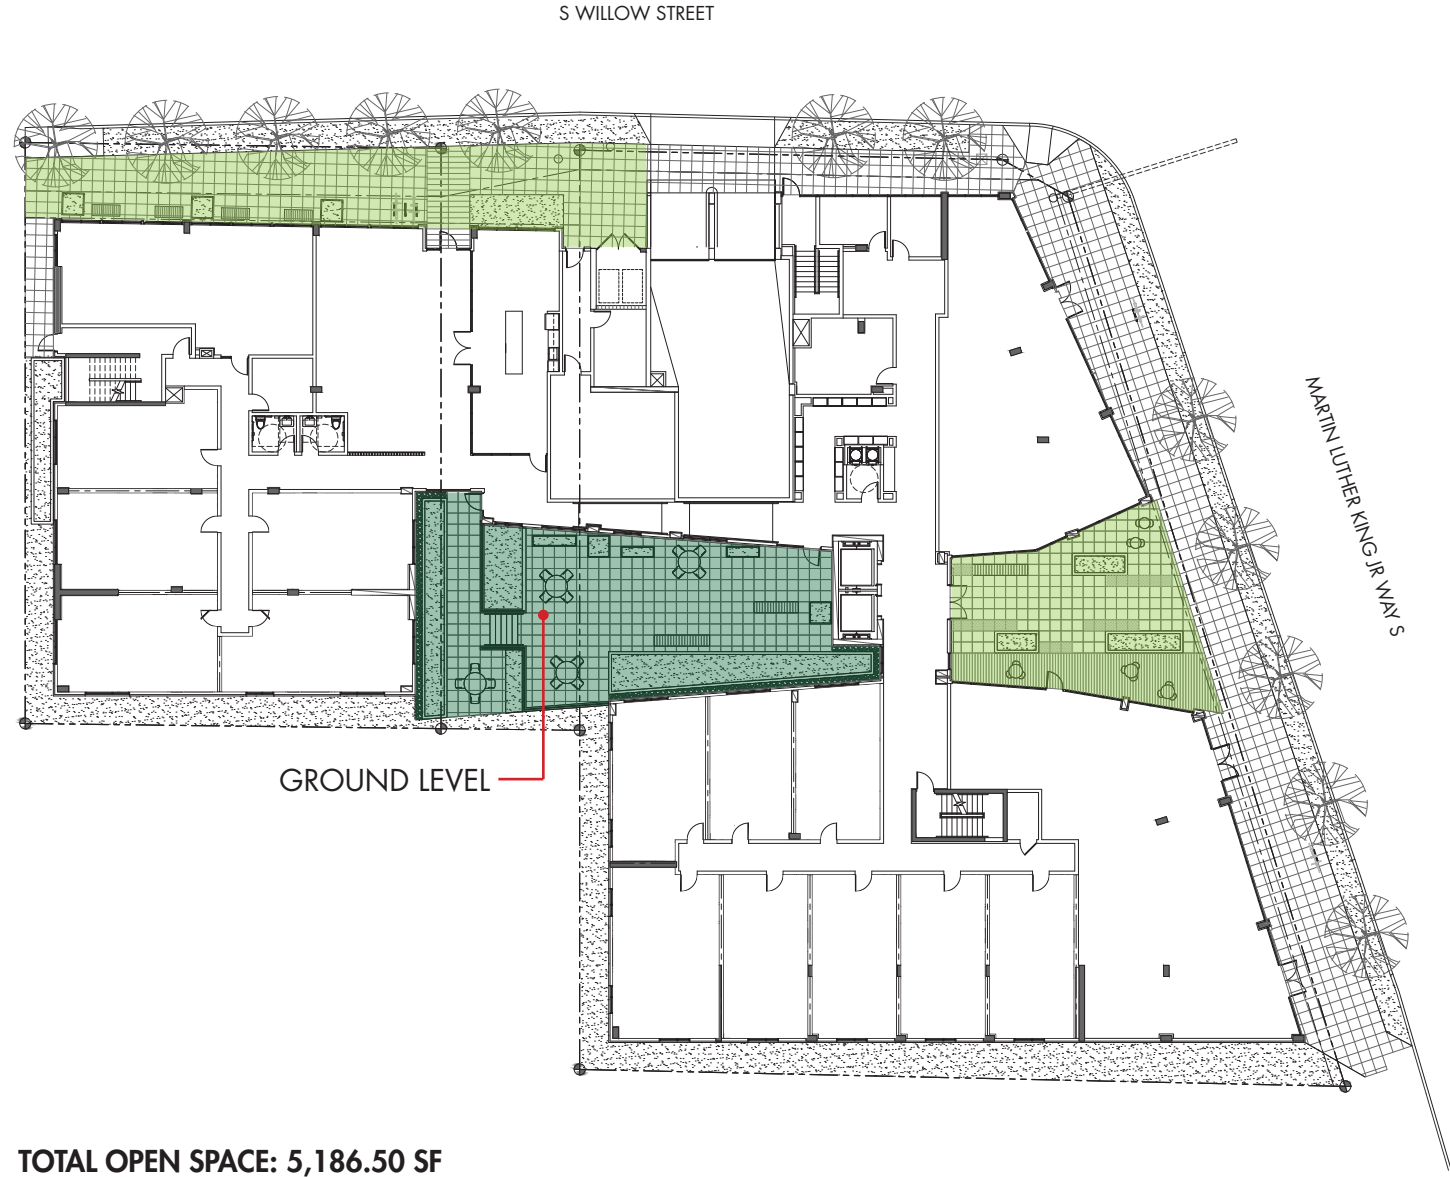 S WILLOW STREET
MARTIN LUTHER KING JR WAY S
GROUND LEVEL
TOTAL OPEN SPACE: 5,186.50 SF